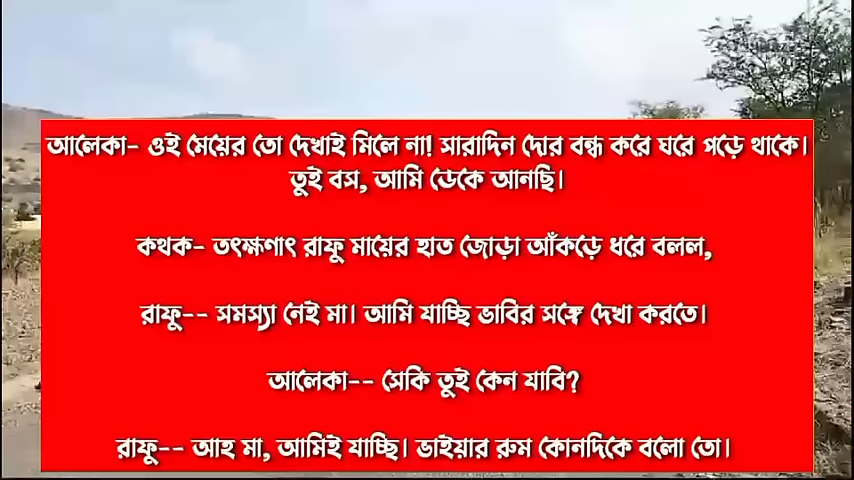 আলেকা- ওই মেয়ের তো দেখাই মিলে না! সারাদিন দোর বন্ধ করে ঘরে পড়ে থাকে।
তুই বস, আমি ডেকে আনছি।
কথক- তৎক্ষণাৎ রাফু মায়ের হাত জোড়া আঁকড়ে ধরে বলল,
রাফু-- সমস্যা নেই মা। আমি যাচ্ছি ভাবির সঙ্গে দেখা করতে।
আলেকা-- সেকি তুই কেন যাবি?
রাফু-- আহ মা, আমিই যাচ্ছি। ভাইয়ার রুম কোনদিকে বলো তো।